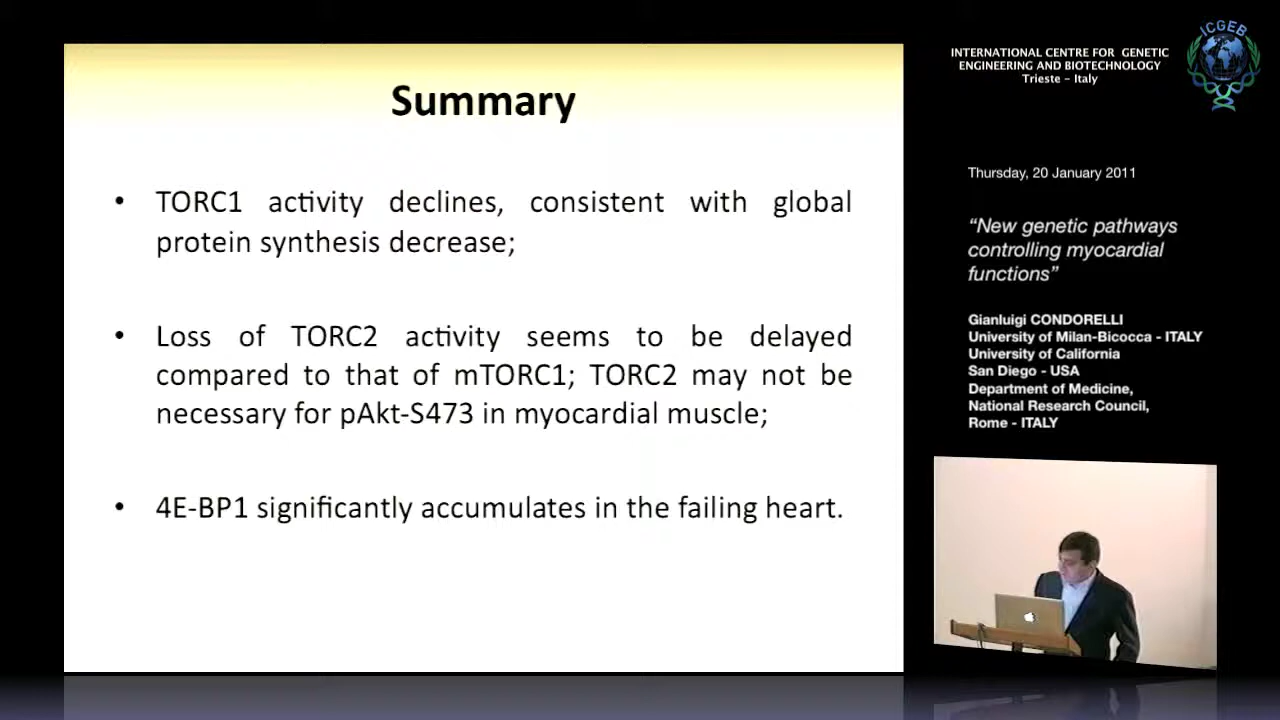 Summary
• TORC1 activity declines, consistent with global
protein synthesis decrease;
• Loss of TORC2 activity seems to be delayed
compared to that of mTORC1; TORC2 may not be
necessary for pAkt-S473 in myocardial muscle;
• 4E-BP1 significantly accumulates in the failing heart.
INTERNATIONAL CENTRE FOR GENETIC
ENGINEERING AND BIOTECHNOLOGY
Trieste - Italy
ICGEB
Thursday, 20 January 2011
“New genetic pathways
controlling myocardial
functions”
Gianluigi CONDORELLI
University of Milan-Bicocca - ITALY
University of California
San Diego - USA
Department of Medicine,
National Research Council,
Rome - ITALY